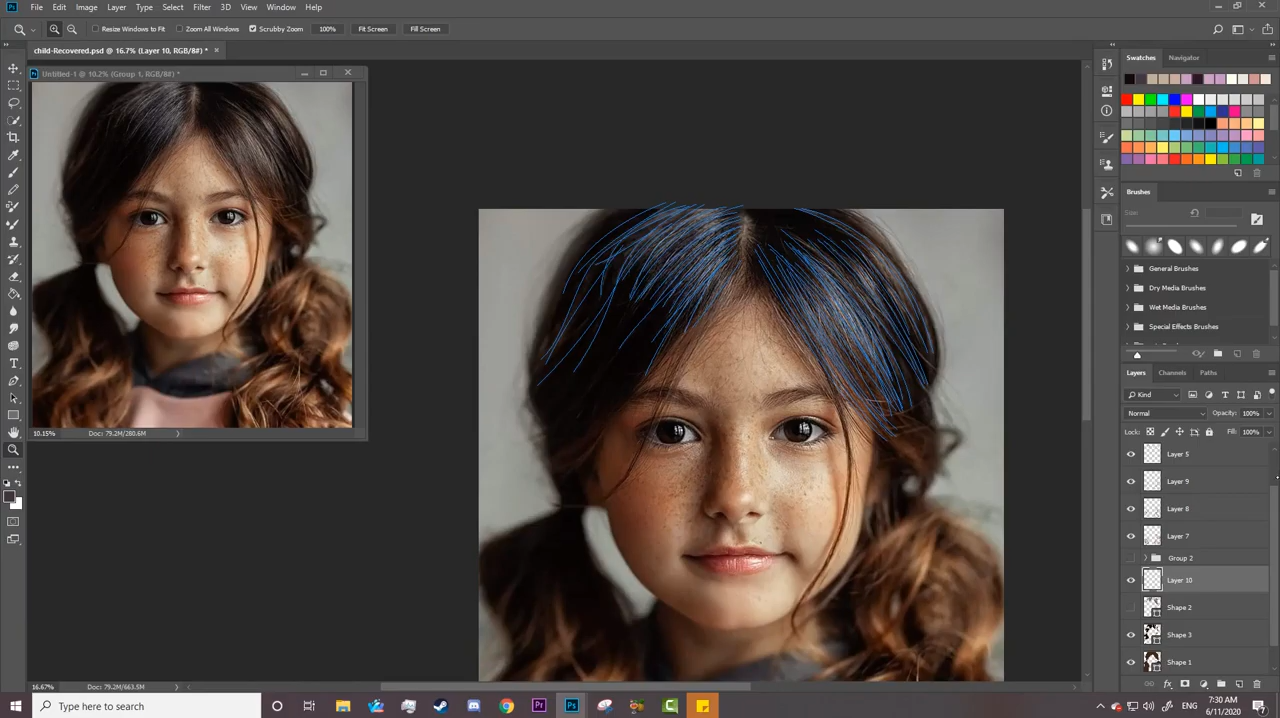 File Edit Image Layer Type Select Filter 3D View Window Help
Resize Windows to Fit Zoom All Windows Scrubby Zoom 100% Fit Screen Fill Screen
child-Recovered.psd @ 16.7% (Layer 10, RGB/8#) *
Untitled-1 @ 10.2% (Group 1, RGB/8#) *
10.15% Doc: 79.2M/280.6M
16.67% Doc: 79.2M/663.5M
Swatches Navigator
Brushes
Size:
General Brushes
Dry Media Brushes
Wet Media Brushes
Special Effects Brushes
Layers Channels Paths
Kind
Normal Opacity: 100%
Lock: Fill: 100%
Layer 5
Layer 9
Layer 8
Layer 7
Group 2
Layer 10
Shape 2
Shape 3
Shape 1
fx
Type here to search
7:30 AM
6/11/2020